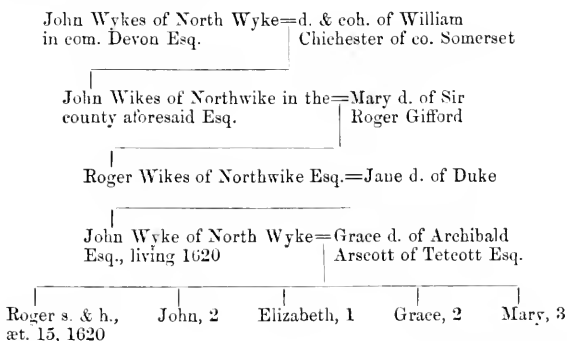 John Wykes of North Wyke=d. & coh. of William
in com. Devon Esq. Chichester of co. Somerset
John Wikes of Northwike in the=Mary d. of Sir
county aforesaid Esq. Roger Gifford
Roger Wikes of Northwike Esq.=Jane d. of Duke
John Wyke of North Wyke=Grace d. of Archibald
Esq., living 1620 Arscott of Tetcott Esq.
Roger s. & h., John, 2 Elizabeth, 1 Grace, 2 Mary, 3
æt. 15, 1620